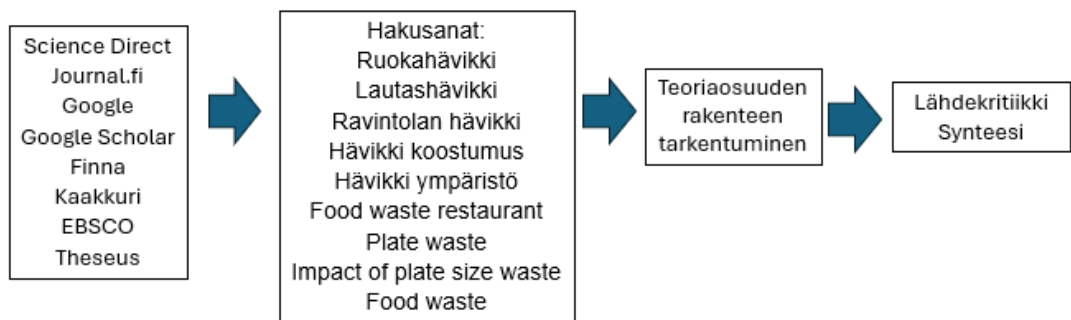 Science Direct
Journal.fi
Google
Google Scholar
Finna
Kaakkuri
EBSCO
Theseus
Hakusanat:
Ruokahävikki
Lautashävikki
Ravintolan hävikki
Hävikki koostumus
Hävikki ympäristö
Food waste restaurant
Plate waste
Impact of plate size waste
Food waste
Teoriaosuuden
rakenteen
tarkentuminen
Lähdekritiikki
Synteesi